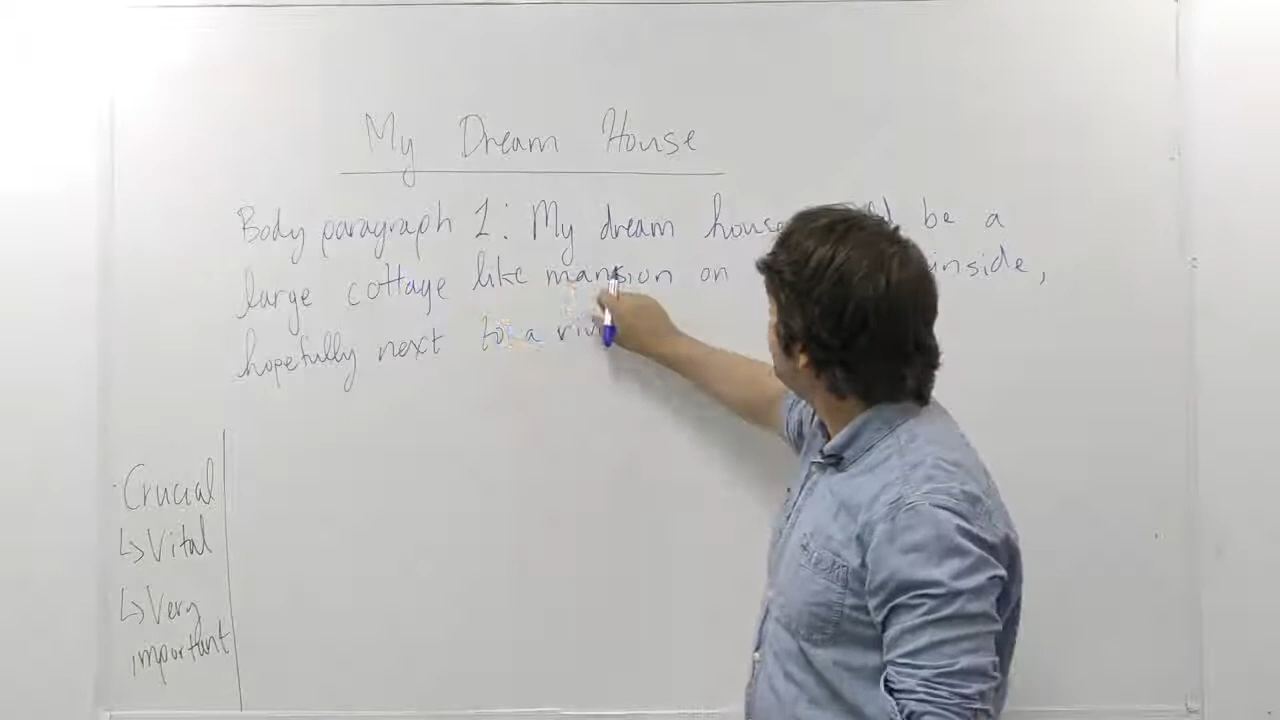 My Dream House
Body paragraph 1: My dream house be a
large cottage like mansion on inside,
hopefully next to a
Crucial
↳ Vital
↳ Very
important